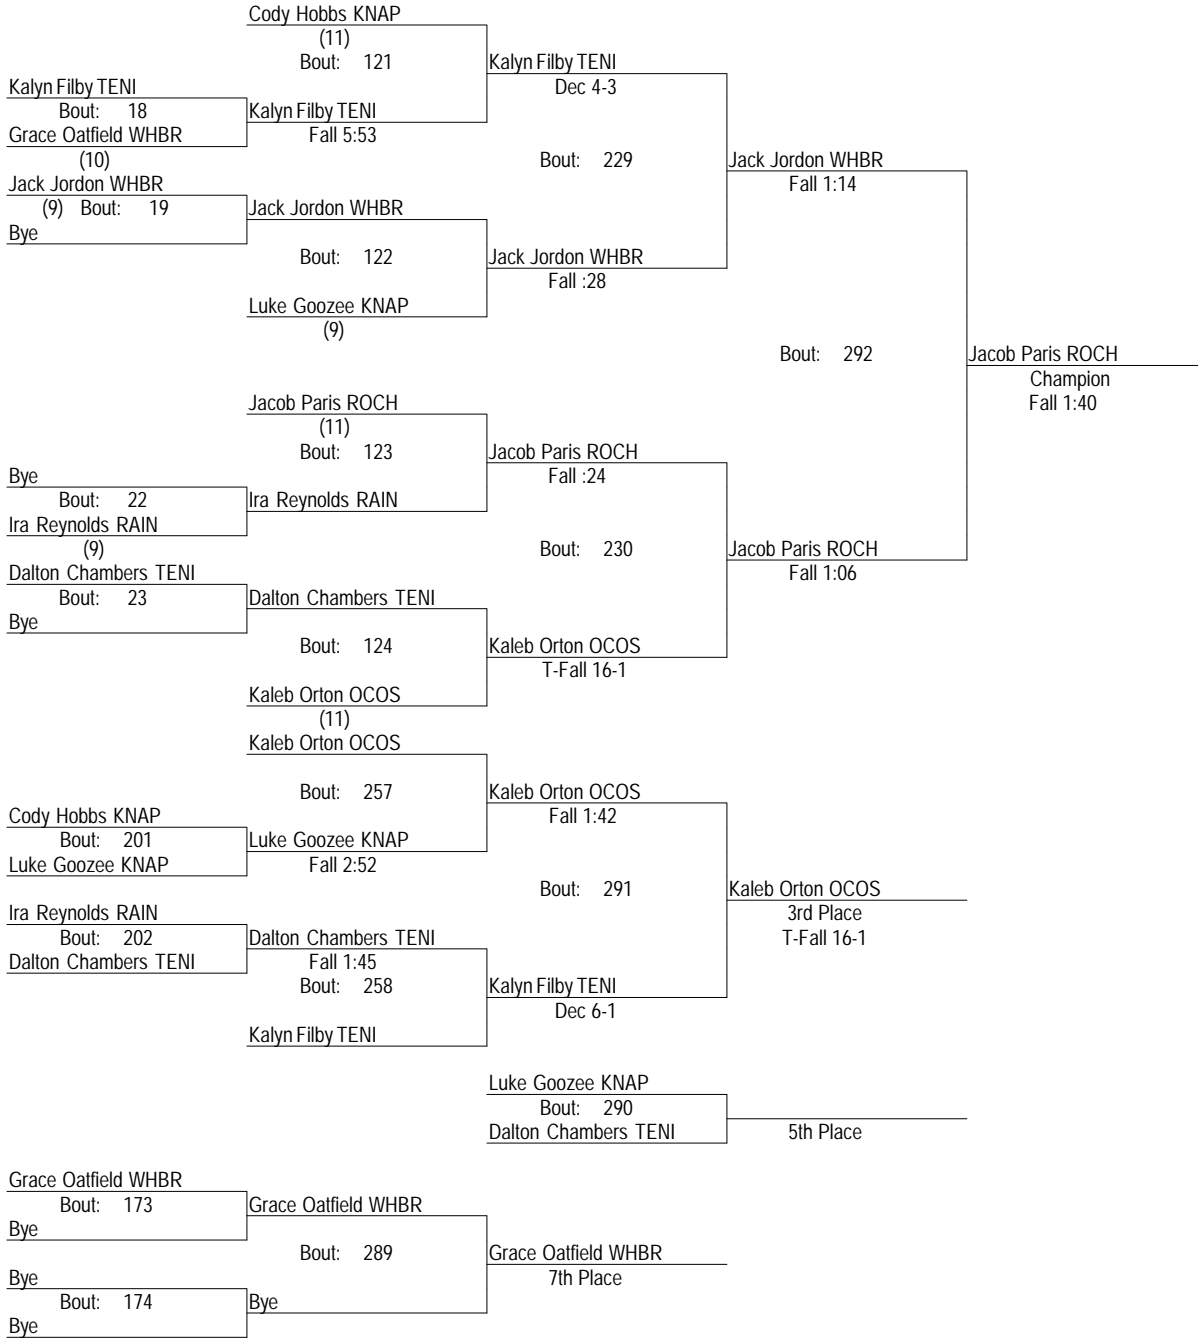 Cody Hobbs KNAP
(11)
Bout: 121
Kalyn Filby TENI
Dec 4-3
Kalyn Filby TENI
Bout: 18
Kalyn Filby TENI
Grace Oatfield WHBR
Fall 5:53
(10)
Bout: 229
Jack Jordon WHBR
Fall 1:14
Jack Jordon WHBR
(9) Bout: 19
Jack Jordon WHBR
Bye
Bout: 122
Jack Jordon WHBR
Fall :28
Luke Goozee KNAP
(9)
Bout: 292
Jacob Paris ROCH
Champion
Fall 1:40
Jacob Paris ROCH
(11)
Bout: 123
Jacob Paris ROCH
Fall :24
Bye
Bout: 22
Ira Reynolds RAIN
Ira Reynolds RAIN
(9)
Bout: 230
Jacob Paris ROCH
Fall 1:06
Dalton Chambers TENI
Bout: 23
Dalton Chambers TENI
Bye
Bout: 124
Kaleb Orton OCOS
T-Fall 16-1
Kaleb Orton OCOS
(11)
Kaleb Orton OCOS
Bout: 257
Kaleb Orton OCOS
Fall 1:42
Cody Hobbs KNAP
Bout: 201
Luke Goozee KNAP
Luke Goozee KNAP
Fall 2:52
Bout: 291
Kaleb Orton OCOS
3rd Place
T-Fall 16-1
Ira Reynolds RAIN
Bout: 202
Dalton Chambers TENI
Dalton Chambers TENI
Fall 1:45
Bout: 258
Kalyn Filby TENI
Dec 6-1
Kalyn Filby TENI
Luke Goozee KNAP
Bout: 290
Dalton Chambers TENI
5th Place
Grace Oatfield WHBR
Bout: 173
Grace Oatfield WHBR
Bye
Bout: 289
Grace Oatfield WHBR
7th Place
Bye
Bout: 174
Bye
Bye